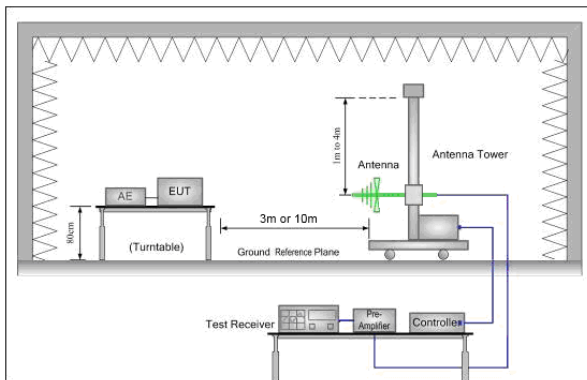 1m to 4m
Antenna
Antenna Tower
AE
EUT
80cm
(Turntable)
3m or 10m
Ground Reference Plane
Test Receiver
Pre-
Amplifier
Controller